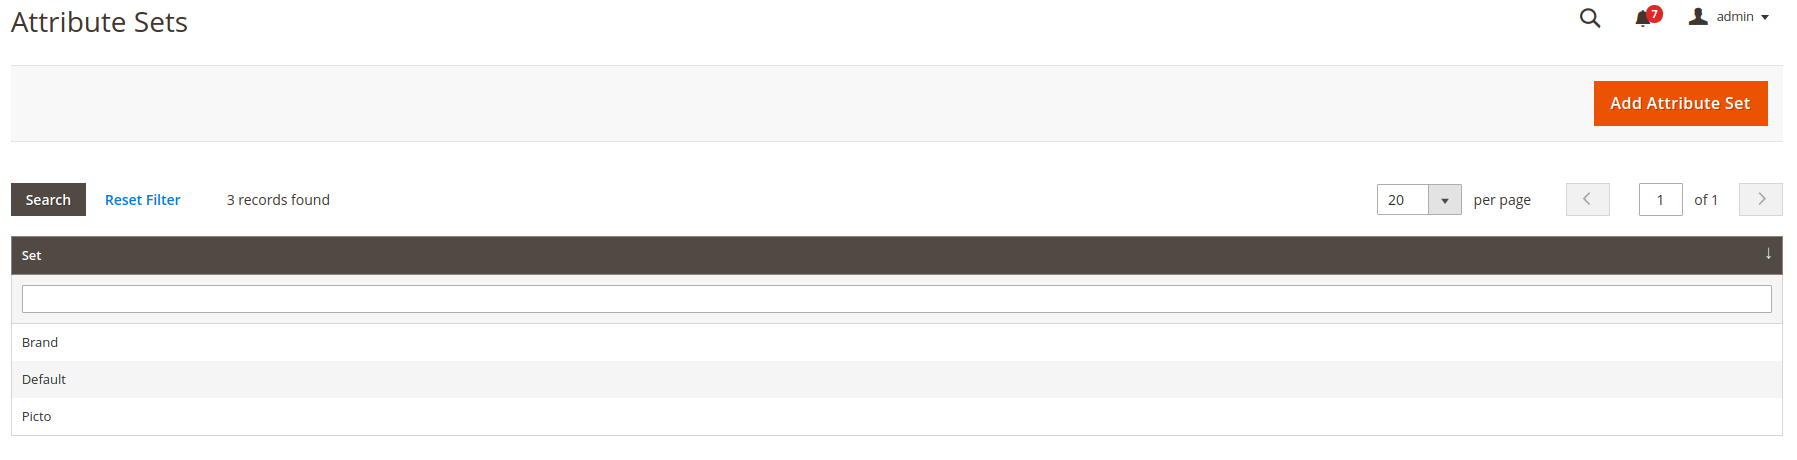 Attribute Sets
7
admin
Add Attribute Set
Search Reset Filter 3 records found 20 per page 1 of 1
Set ↓
Brand
Default
Picto